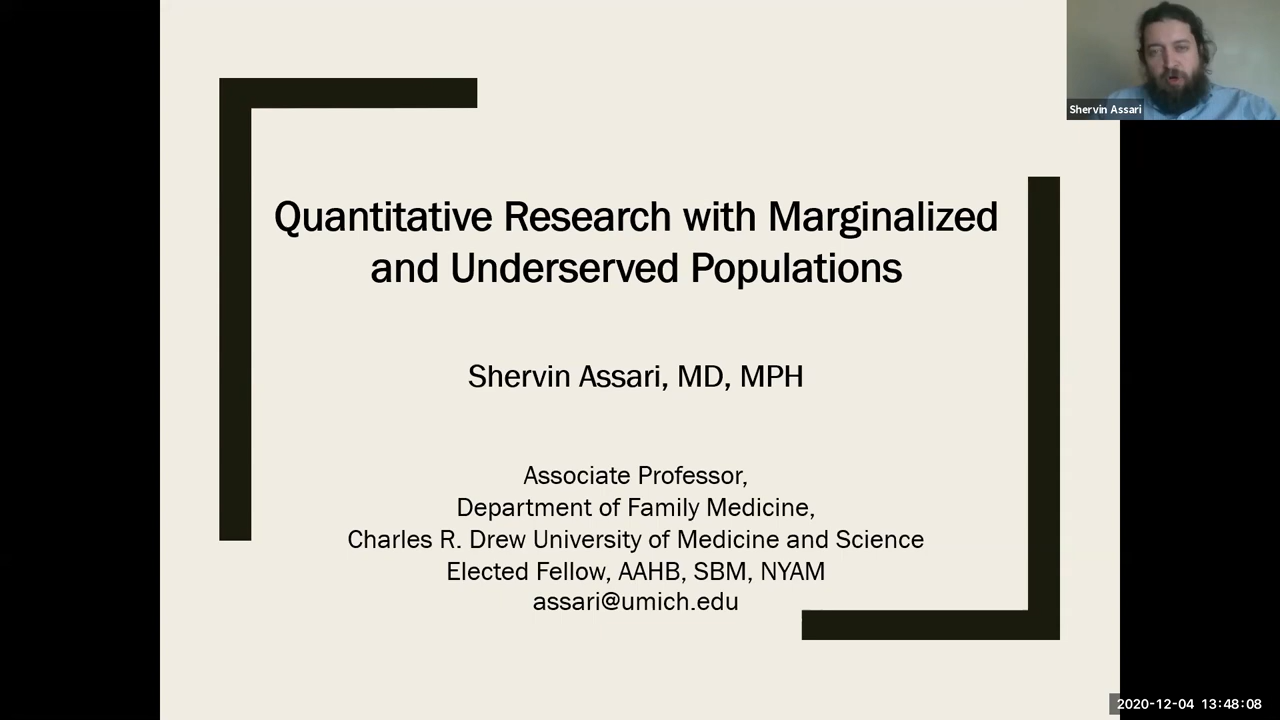 Shervin Assari
Quantitative Research with Marginalized
and Underserved Populations
Shervin Assari, MD, MPH
Associate Professor,
Department of Family Medicine,
Charles R. Drew University of Medicine and Science
Elected Fellow, AAHB, SBM, NYAM
assari@umich.edu
2020-12-04 13:48:08